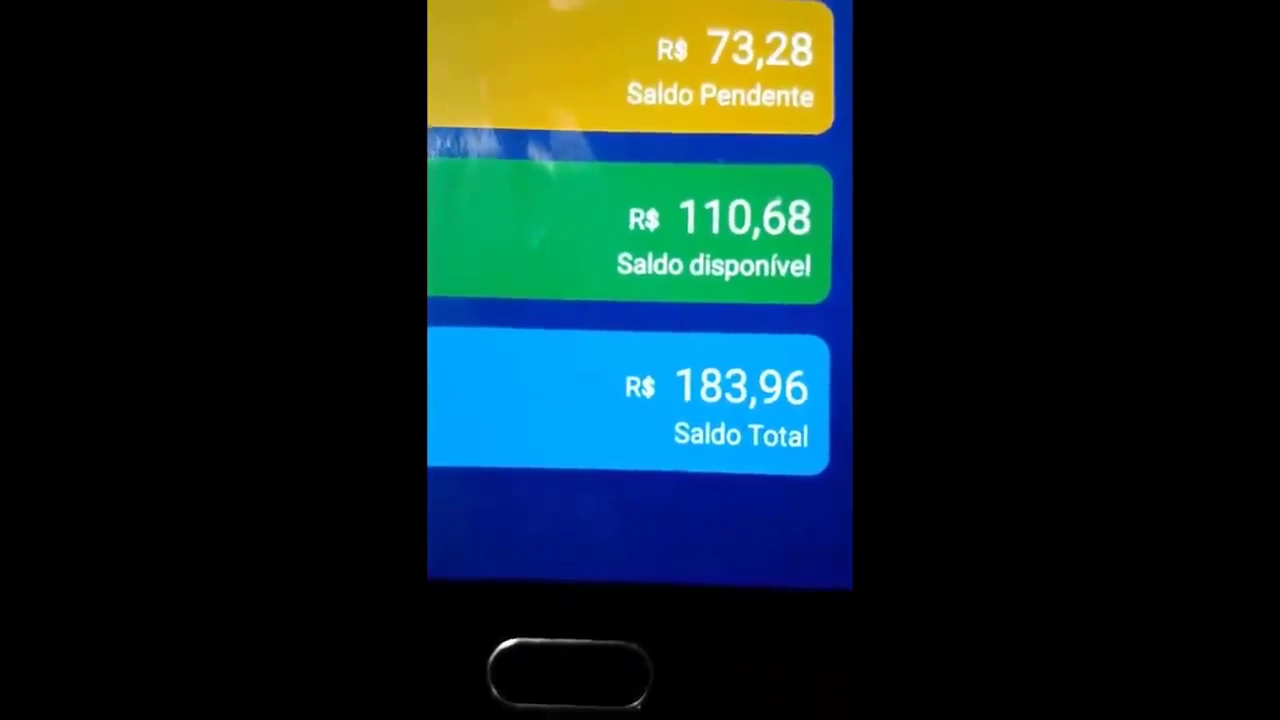 R$ 73,28
Saldo Pendente
R$ 110,68
Saldo disponível
R$ 183,96
Saldo Total